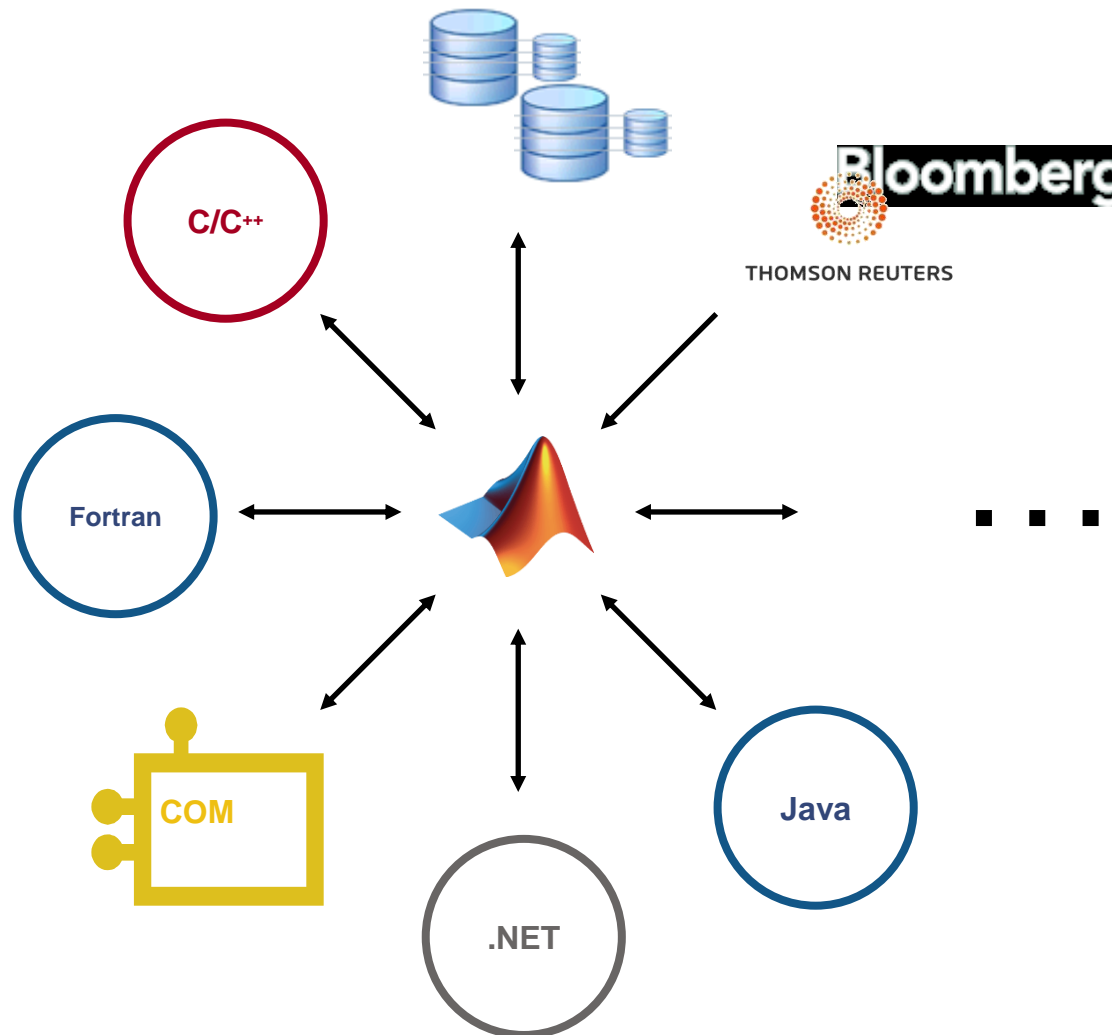 Bloomberg
C/C++
THOMSON REUTERS
Fortran
. . .
COM
Java
.NET